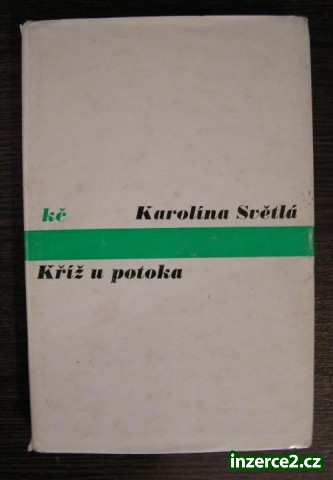 kč
Karolína Světlá
Kříž u potoka
inzerce2.cz